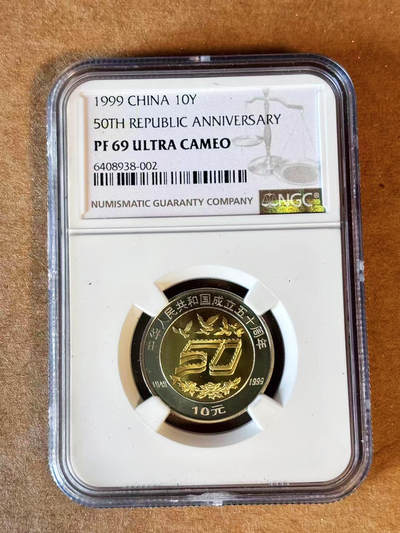 1999 CHINA 10Y
50TH REPUBLIC ANNIVERSARY
PF 69 ULTRA CAMEO
6408938-002
NUMISMATIC GUARANTY COMPANY
NGC
中华人民共和国成立五十周年
50
1949 1999
10元